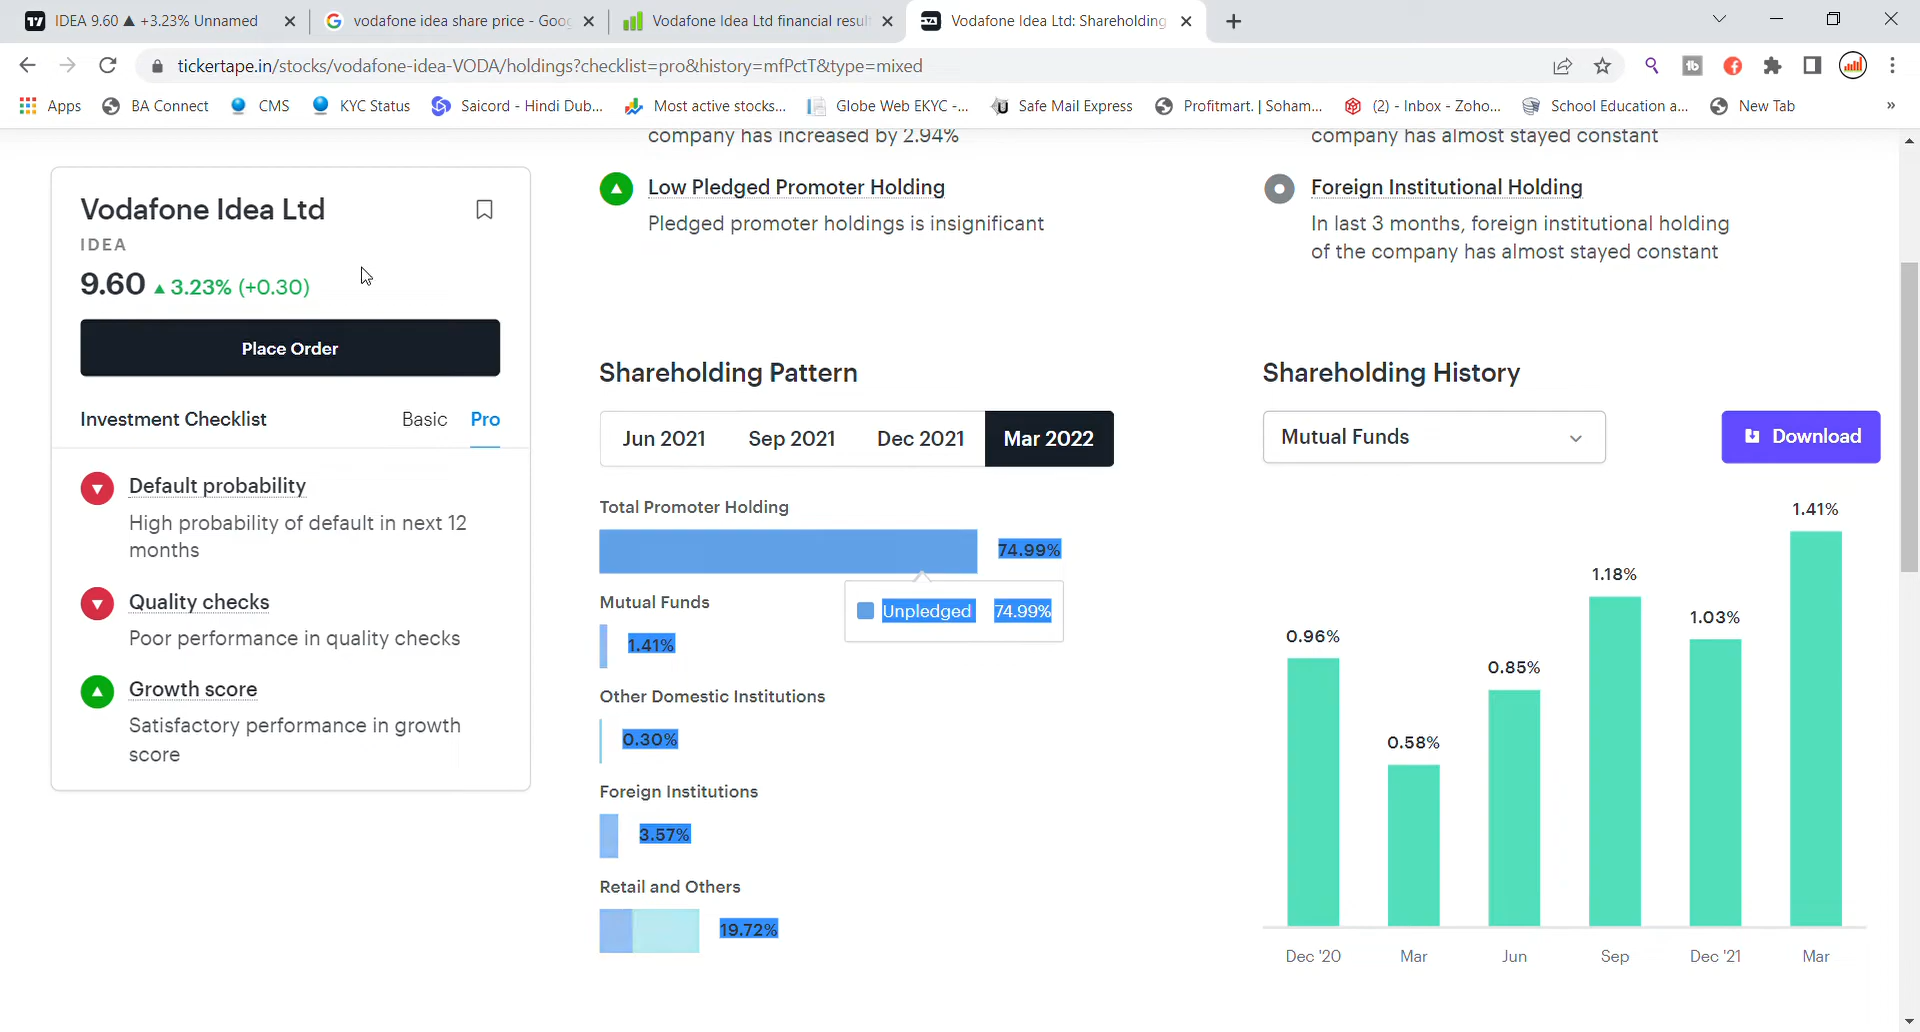 IDEA 9.60 ▲ +3.23% Unnamed
vodafone idea share price - Goo
Vodafone Idea Ltd financial result
Vodafone Idea Ltd: Shareholding
tickertape.in/stocks/vodafone-idea-VODA/holdings?checklist=pro&history=mfPctT&type=mixed
Apps
BA Connect
CMS
KYC Status
Saicord - Hindi Dub...
Most active stocks...
Globe Web EKYC -...
Safe Mail Express
Profitmart. | Soham...
(2) - Inbox - Zoho...
School Education a...
New Tab
»
company has increased by 2.94%
company has almost stayed constant
Vodafone Idea Ltd
IDEA
9.60 ▲ 3.23% (+0.30)
Place Order
Investment Checklist
Basic
Pro
Default probability
High probability of default in next 12
months
Quality checks
Poor performance in quality checks
Growth score
Satisfactory performance in growth
score
Low Pledged Promoter Holding
Pledged promoter holdings is insignificant
Foreign Institutional Holding
In last 3 months, foreign institutional holding
of the company has almost stayed constant
Shareholding Pattern
Jun 2021
Sep 2021
Dec 2021
Mar 2022
Total Promoter Holding
74.99%
Unpledged 74.99%
Mutual Funds
1.41%
Other Domestic Institutions
0.30%
Foreign Institutions
3.57%
Retail and Others
19.72%
Shareholding History
Mutual Funds
Download
0.96%
0.58%
0.85%
1.18%
1.03%
1.41%
Dec '20
Mar
Jun
Sep
Dec '21
Mar